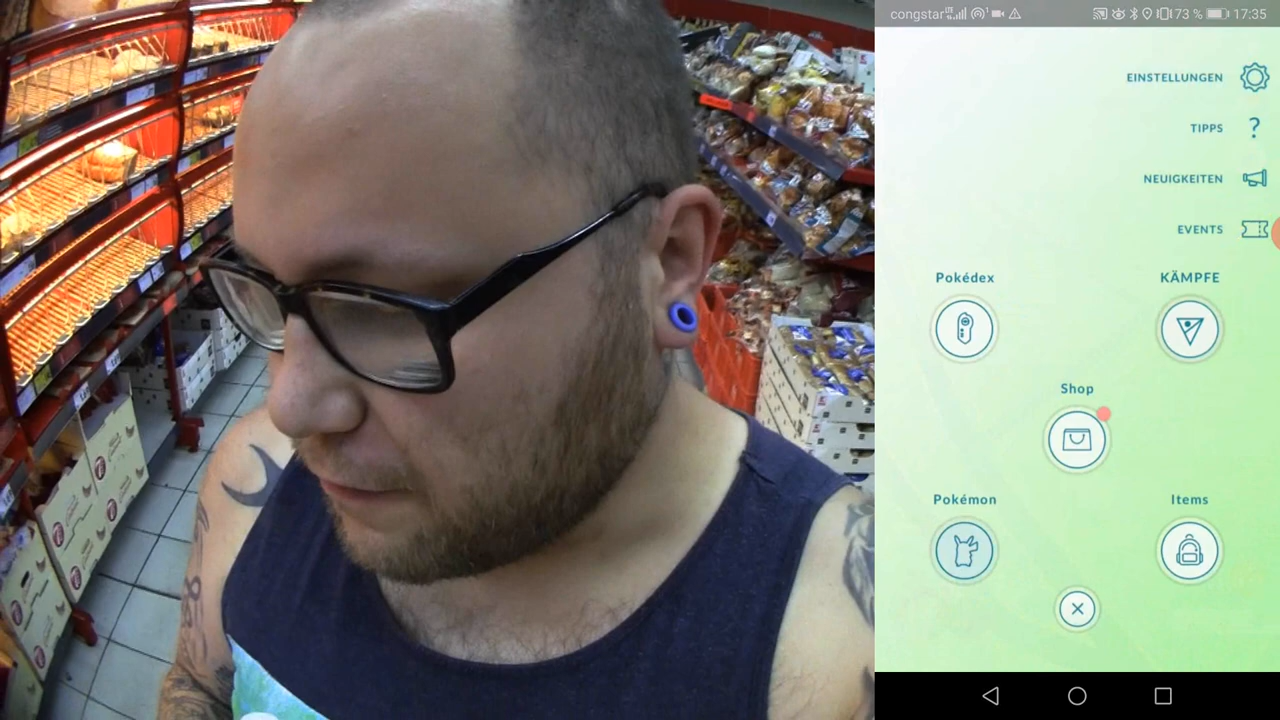 congstar 73 % 17:35
EINSTELLUNGEN
TIPPS
?
NEUIGKEITEN
EVENTS
Pokédex KÄMPFE
Shop
Pokémon Items